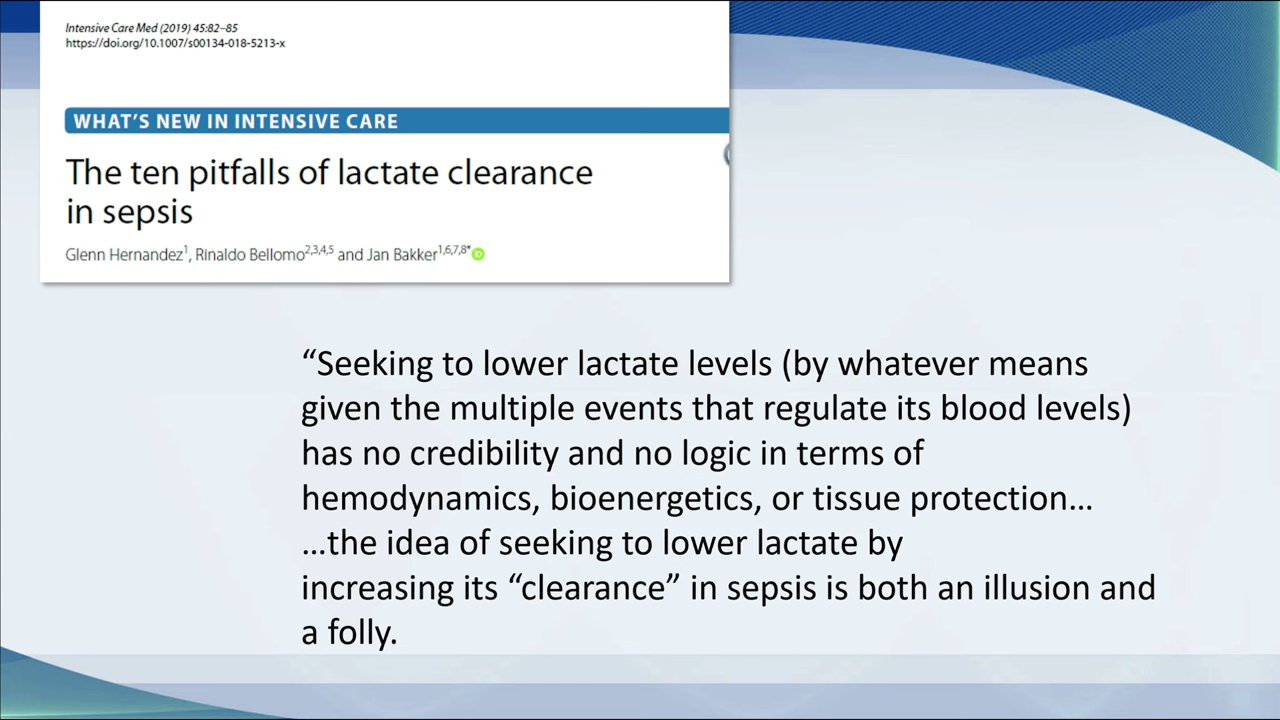 Intensive Care Med (2019) 45:82–85
https://doi.org/10.1007/s00134-018-5213-x
WHAT'S NEW IN INTENSIVE CARE
The ten pitfalls of lactate clearance
in sepsis
Glenn Hernandez1, Rinaldo Bellomo2,3,4,5 and Jan Bakker1,6,7,8*
“Seeking to lower lactate levels (by whatever means
given the multiple events that regulate its blood levels)
has no credibility and no logic in terms of
hemodynamics, bioenergetics, or tissue protection…
…the idea of seeking to lower lactate by
increasing its “clearance” in sepsis is both an illusion and
a folly.